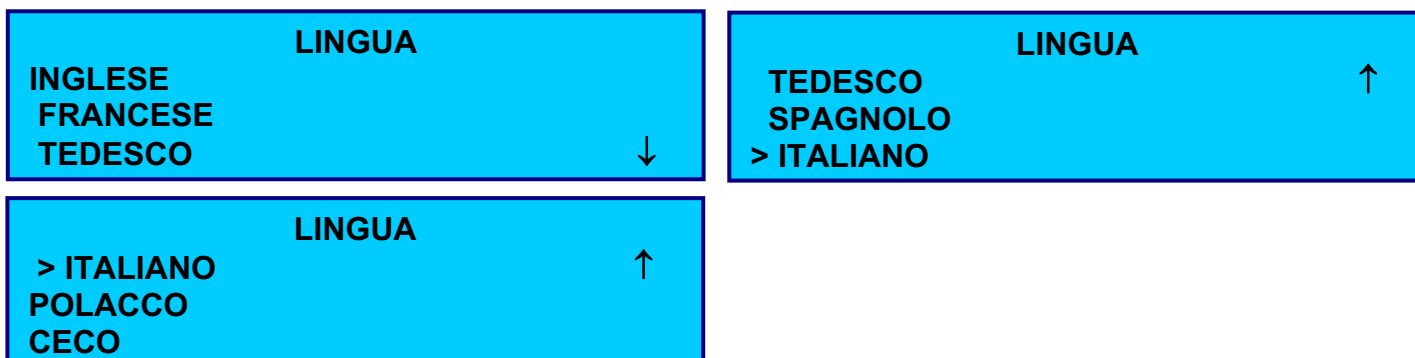 LINGUA
INGLESE
FRANCESE
TEDESCO ↓
LINGUA
TEDESCO ↑
SPAGNOLO
> ITALIANO
LINGUA
> ITALIANO ↑
POLACCO
CECO